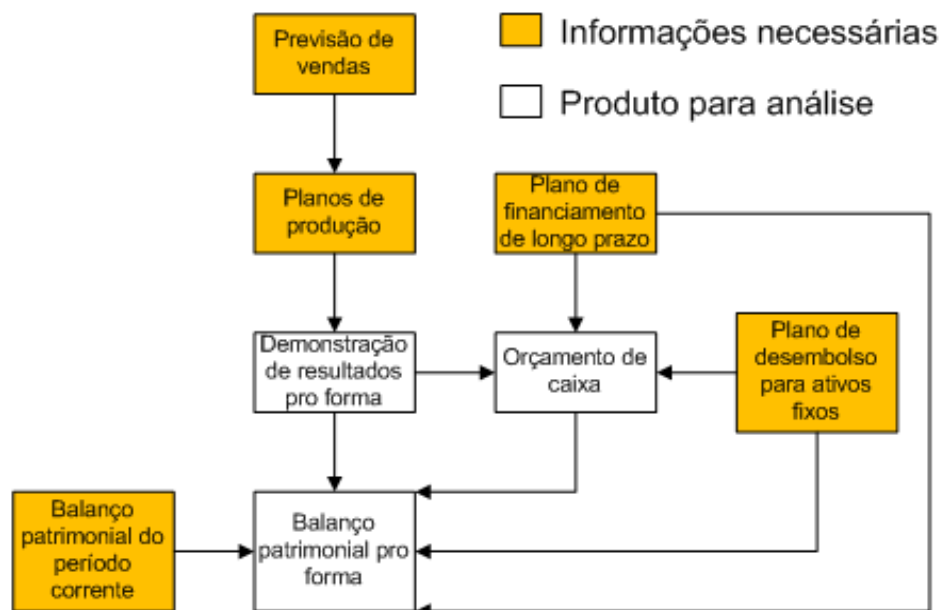 Previsão de
vendas
Informações necessárias
Produto para análise
Planos de
produção
Plano de
financiamento
de longo prazo
Demonstração
de resultados
pro forma
Orçamento de
caixa
Plano de
desembolso
para ativos
fixos
Balanço
patrimonial do
período
corrente
Balanço
patrimonial pro
forma